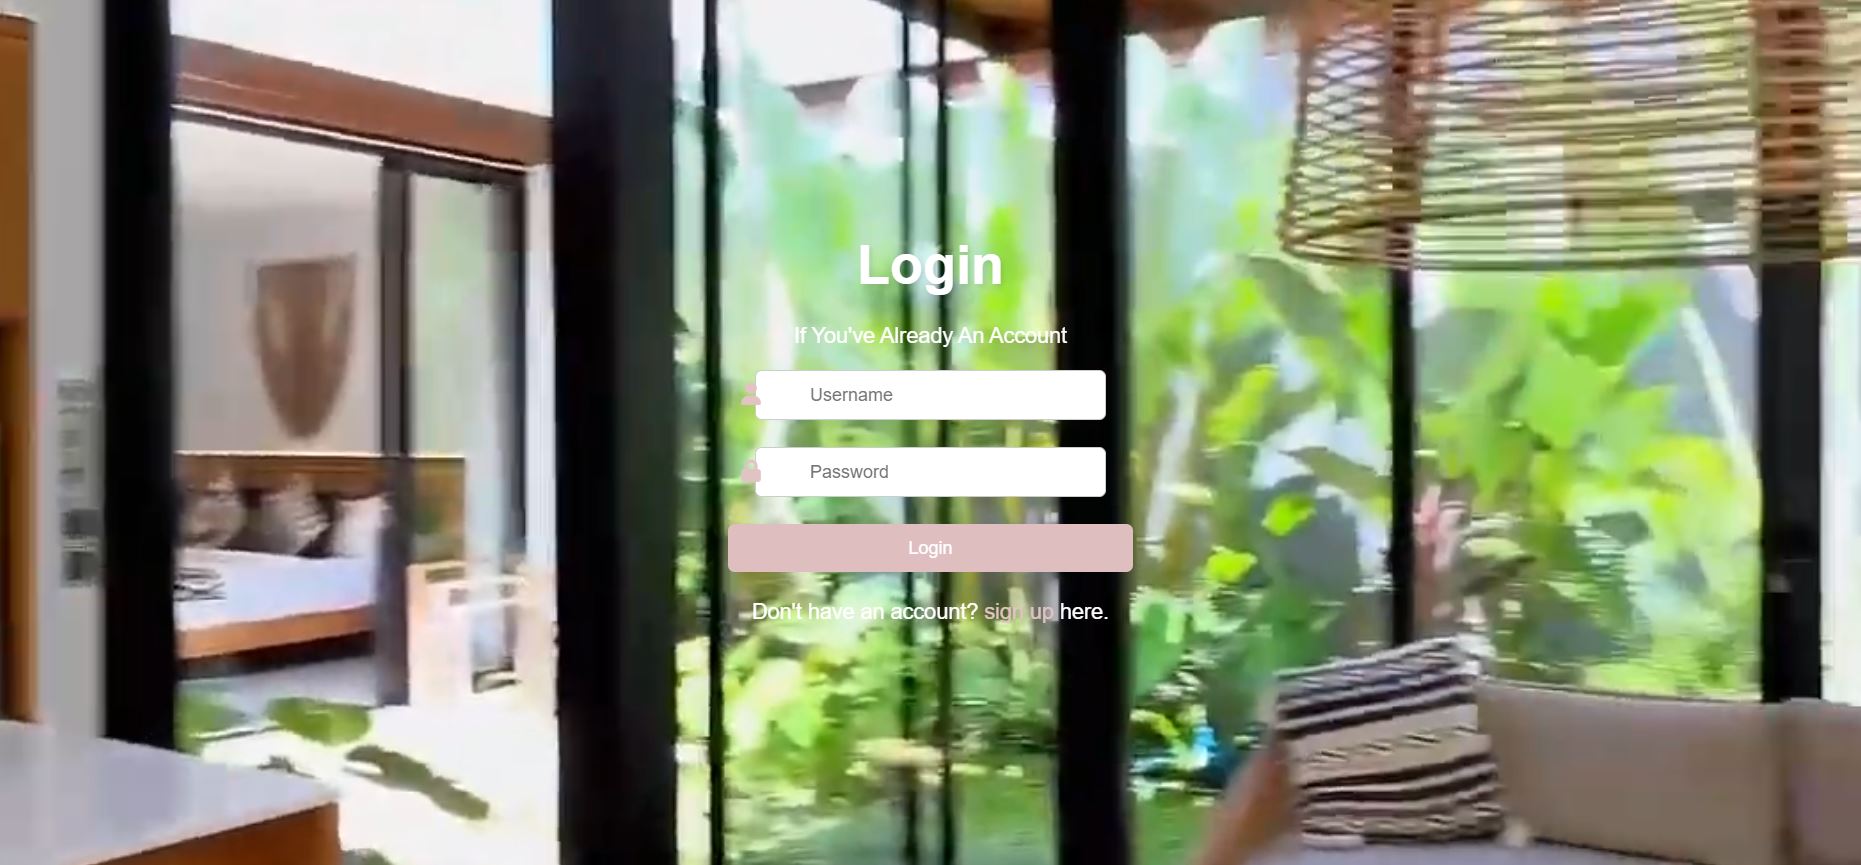 Login
If You've Already An Account
Username
Password
Login
Don't have an account? sign up here.